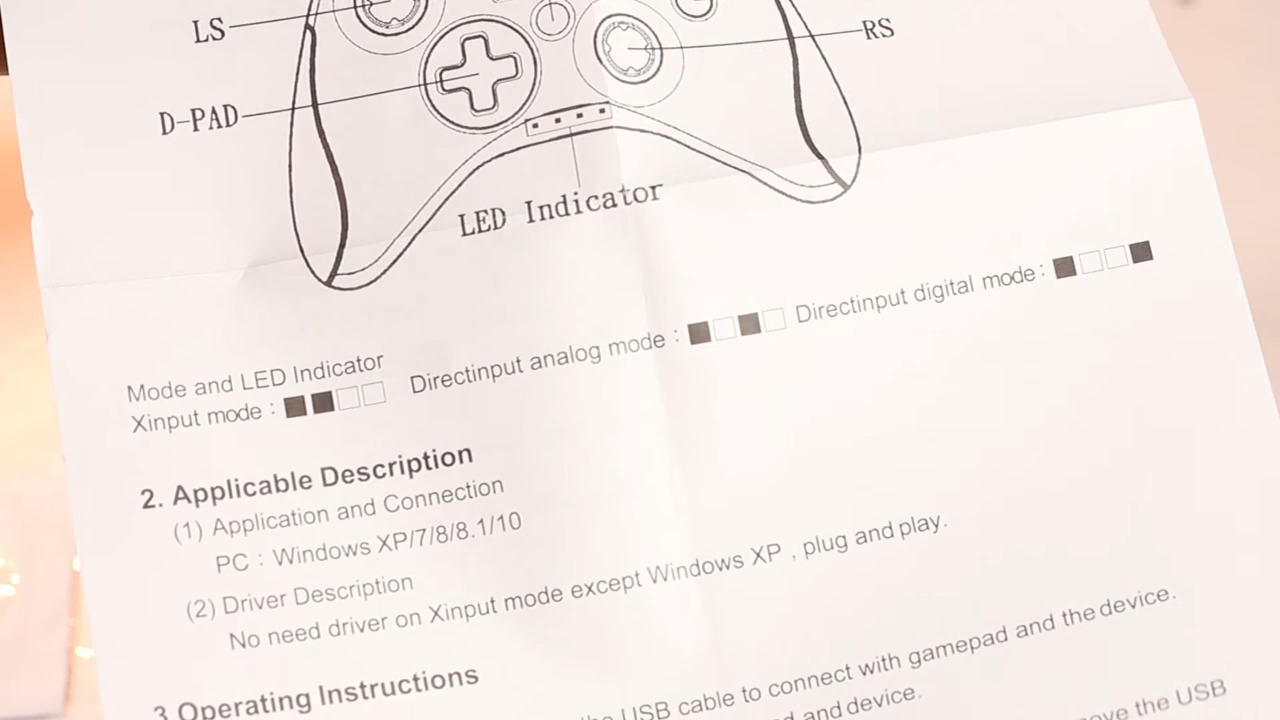 LS
RS
D-PAD
LED Indicator
Mode and LED Indicator
Xinput mode : ■■□□ Directinput analog mode : ■□■□ Directinput digital mode : ■□□■
2. Applicable Description
(1) Application and Connection
PC : Windows XP/7/8/8.1/10
(2) Driver Description
No need driver on Xinput mode except Windows XP , plug and play.
3 Operating Instructions
USB cable to connect with gamepad and the device.
and device.
the USB